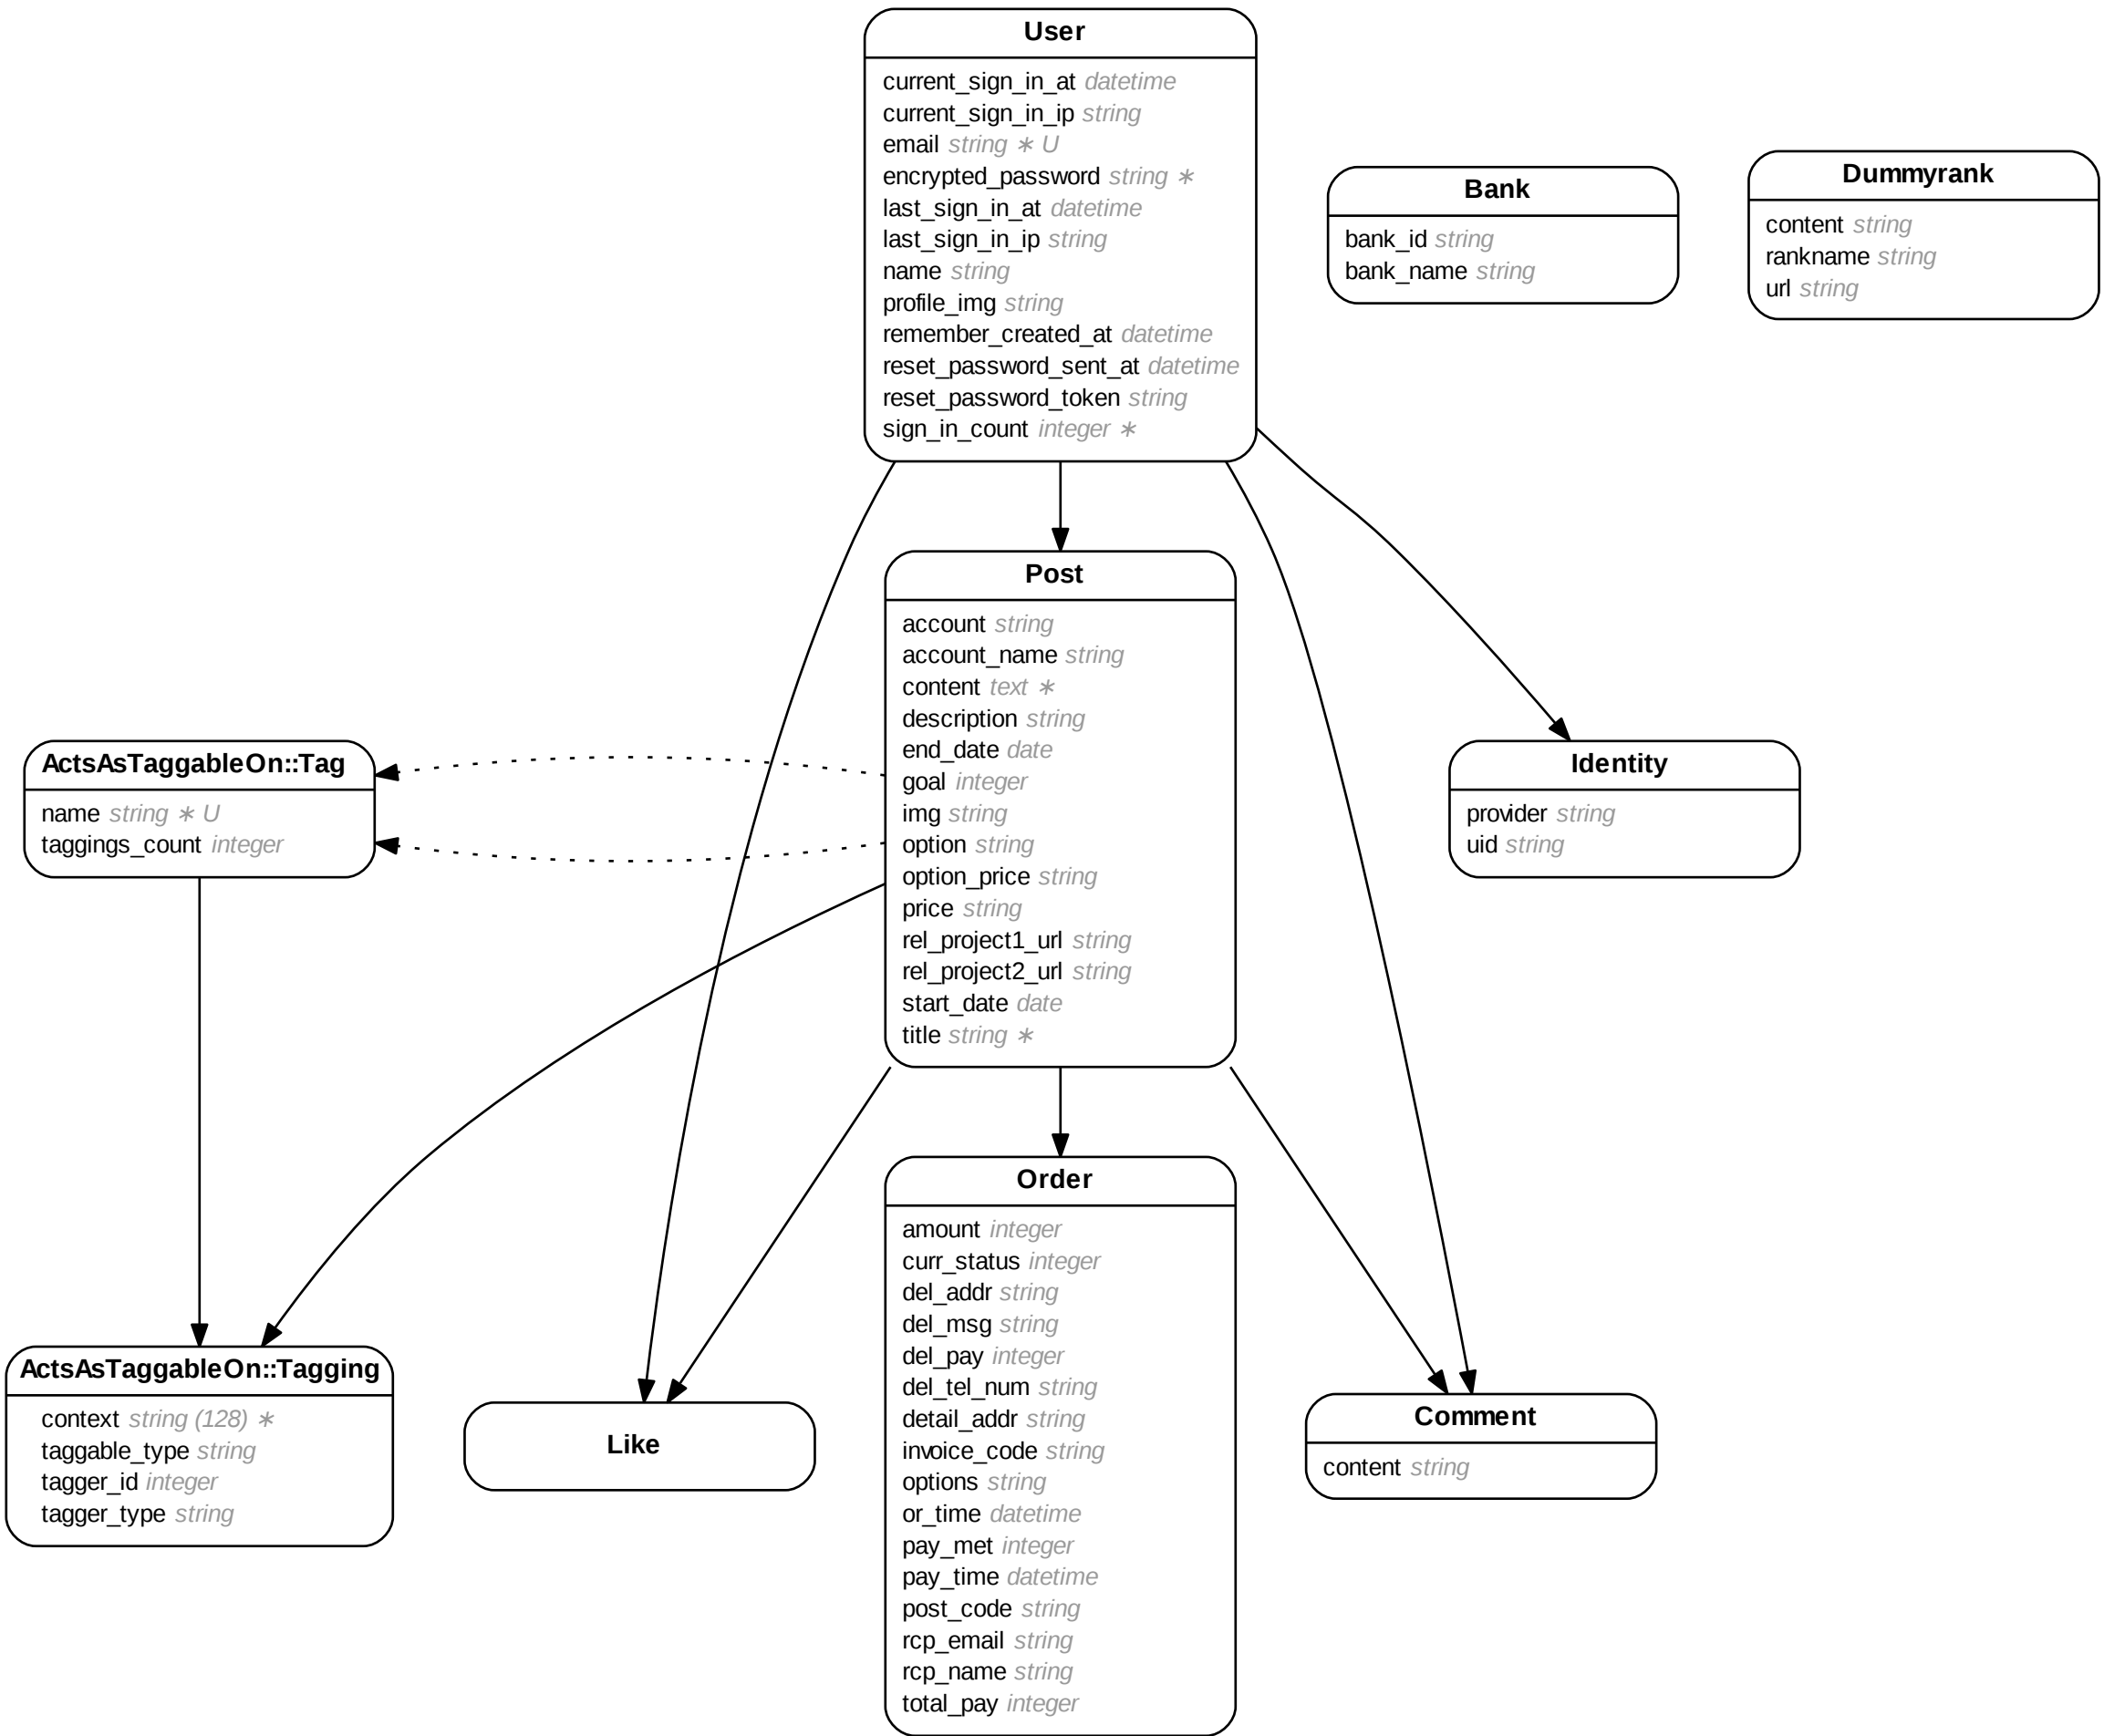 User
current_sign_in_at datetime
current_sign_in_ip string
email string ∗ U
encrypted_password string ∗
last_sign_in_at datetime
last_sign_in_ip string
name string
profile_img string
remember_created_at datetime
reset_password_sent_at datetime
reset_password_token string
sign_in_count integer ∗
Bank
bank_id string
bank_name string
Dummyrank
content string
rankname string
url string
Post
account string
account_name string
content text ∗
description string
end_date date
goal integer
img string
option string
option_price string
price string
rel_project1_url string
rel_project2_url string
start_date date
title string ∗
ActsAsTaggableOn::Tag
name string ∗ U
taggings_count integer
Identity
provider string
uid string
Order
amount integer
curr_status integer
del_addr string
del_msg string
del_pay integer
del_tel_num string
detail_addr string
invoice_code string
options string
or_time datetime
pay_met integer
pay_time datetime
post_code string
rcp_email string
rcp_name string
total_pay integer
ActsAsTaggableOn::Tagging
context string (128) ∗
taggable_type string
tagger_id integer
tagger_type string
Like
Comment
content string